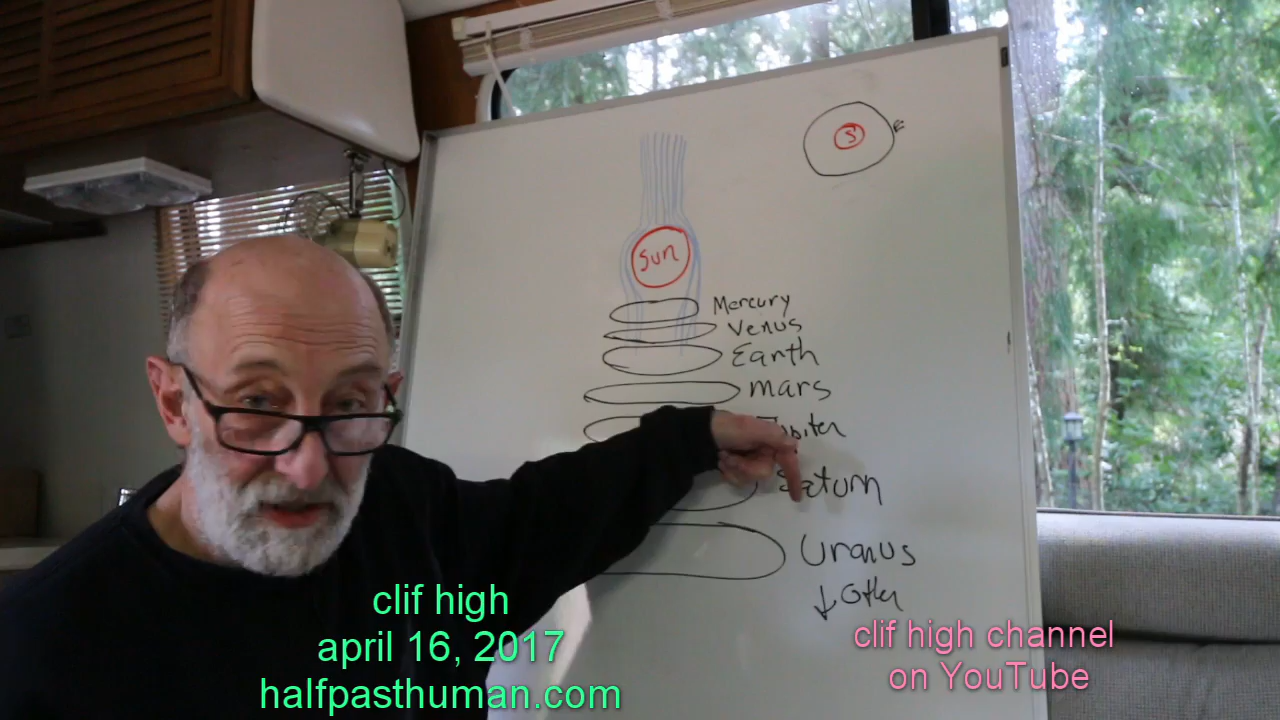 S
E
Sun
Mercury
Venus
Earth
mars
Jupiter
Saturn
Uranus
↓ Other
clif high
april 16, 2017
halfpasthuman.com
clif high channel
on YouTube